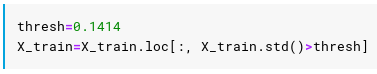 thresh=0.1414
X_train=X_train.loc[:, X_train.std()>thresh]